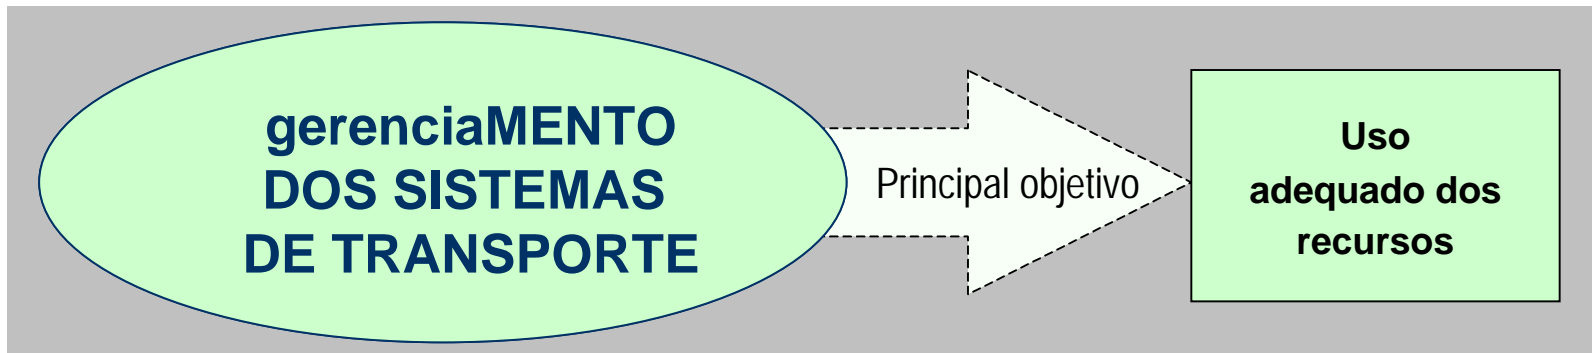 gerenciaMENTO
DOS SISTEMAS
DE TRANSPORTE
Principal objetivo
Uso
adequado dos
recursos